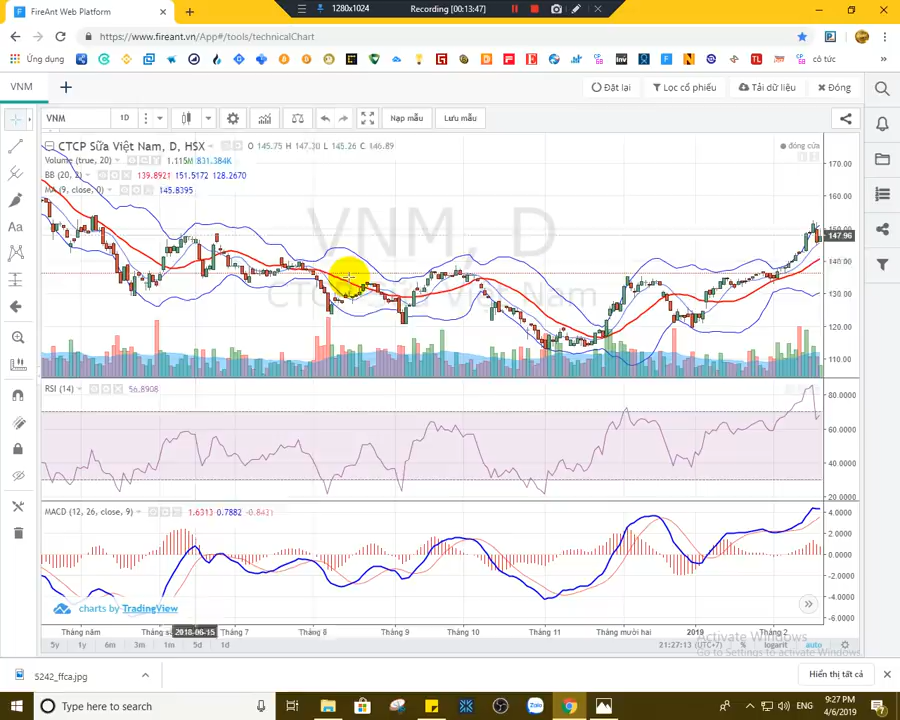 FireAnt Web Platform
1280x1024
Recording [00:13:47]
https://www.fireant.vn/App#/tools/technicalChart
Ứng dụng
cổ tức
VNM
Đặt lại
Lọc cổ phiếu
Tải dữ liệu
Đóng
VNM
1D
Nạp mẫu
Lưu mẫu
CTCP Sữa Việt Nam, D, HSX
O 145.75 H 147.30 L 145.26 C 146.89
đóng cửa
Volume (true, 20)
1.115M 831.384K
BB (20, 2)
139.8921 151.5172 128.2670
MA (9, close, 0)
145.8395
VNM, D
170.00
160.00
150.00
147.96
140.00
130.00
120.00
110.00
RSI (14)
56.8908
80.0000
60.0000
40.0000
20.0000
MACD (12, 26, close, 9)
1.6313 0.7882 -0.8431
4.0000
2.0000
0.0000
-2.0000
-4.0000
-6.0000
charts by TradingView
Tháng năm
2018-06-15
Tháng 7
Tháng 8
Tháng 9
Tháng 10
Tháng 11
Tháng mười hai
2019
Tháng 2
5y
1y
6m
3m
1m
5d
1d
21:27:13 (UTC+7)
%
logarit
auto
Activate Windows
Go to Settings to activate Windows.
5242_ffca.jpg
Hiển thị tất cả
Type here to search
Zalo
ENG
9:27 PM
4/6/2019